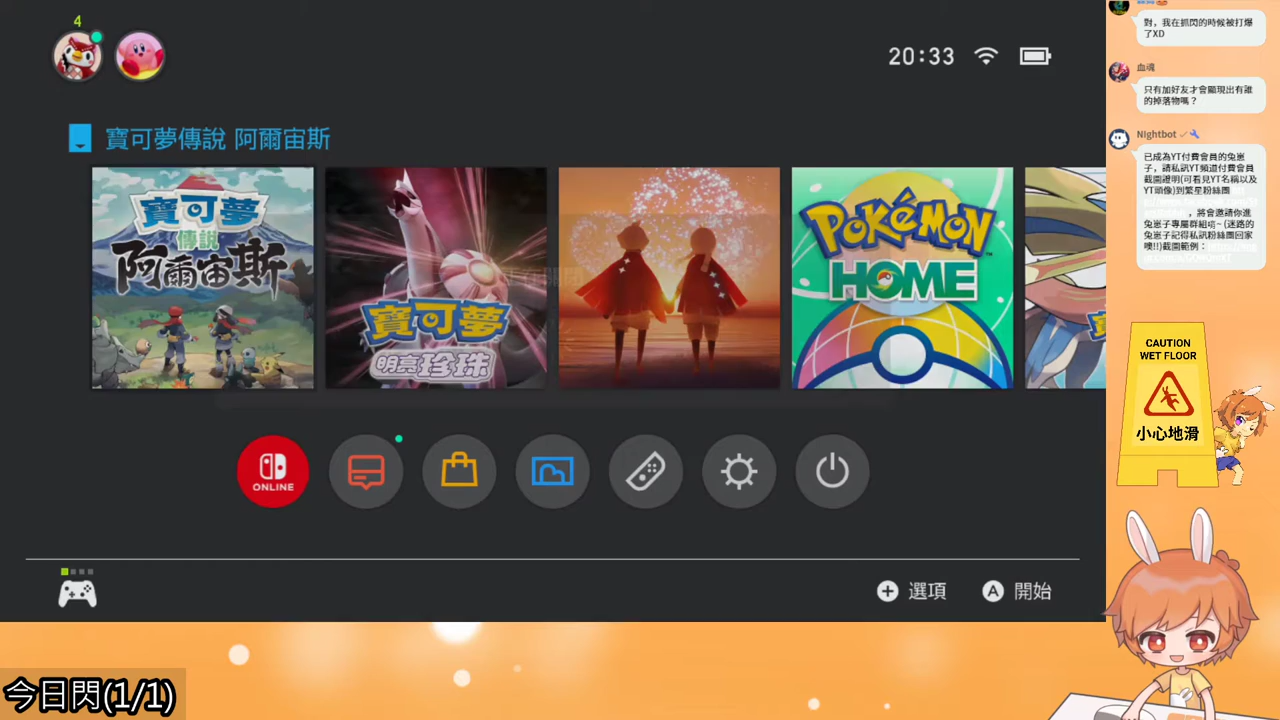 4
20:33
寶可夢傳說 阿爾宙斯
寶可夢
傳說
阿爾宙斯
寶可夢
明亮珍珠
POKéMON
HOME
ONLINE
選項
A 開始
今日閃(1/1)
對，我在抓閃的時候被打爆
了XD
血魂
只有加好友才會顯現出有誰
的掉落物嗎？
Nightbot
已成為YT付費會員的兔崽
子，請私訊YT頻道付費會員
截圖證明(可看見YT名稱以及
YT頭像)到繁星粉絲團
，將會邀請你進
兔崽子專屬群組唷~ (迷路的
兔崽子記得私訊粉絲團回家
噢!!)截圖範例：
CAUTION
WET FLOOR
小心地滑